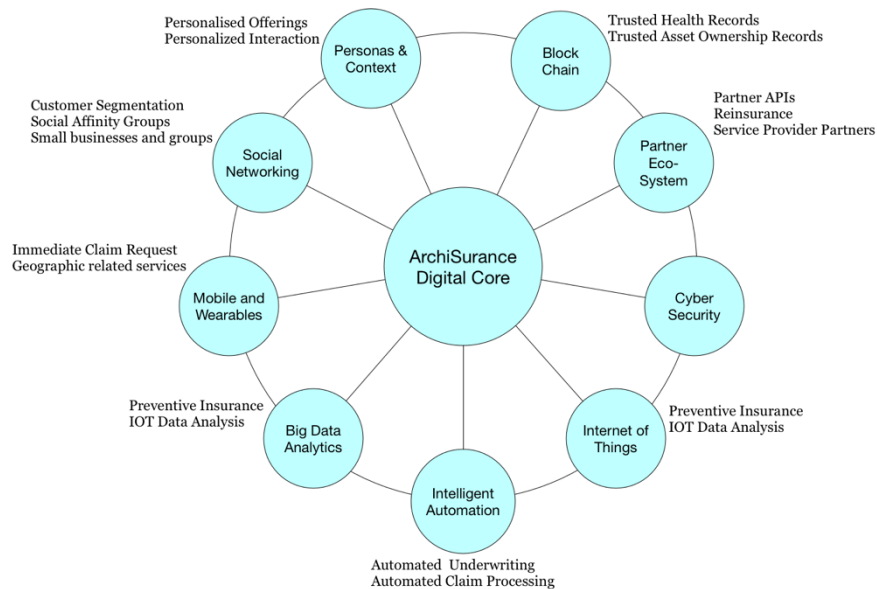 Personalised Offerings
Personalized Interaction
Personas &
Context
Block
Chain
Trusted Health Records
Trusted Asset Ownership Records
Customer Segmentation
Social Affinity Groups
Small businesses and groups
Social
Networking
Partner APIs
Reinsurance
Service Provider Partners
Partner
Eco-
System
ArchiSurance
Digital Core
Immediate Claim Request
Geographic related services
Mobile and
Wearables
Cyber
Security
Preventive Insurance
IOT Data Analysis
Big Data
Analytics
Internet of
Things
Preventive Insurance
IOT Data Analysis
Intelligent
Automation
Automated  Underwriting
Automated Claim Processing